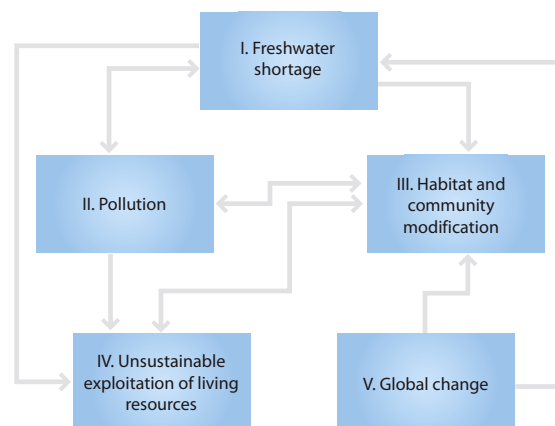 I. Freshwater
shortage
II. Pollution
III. Habitat and
community
modification
IV. Unsustainable
exploitation of living
resources
V. Global change